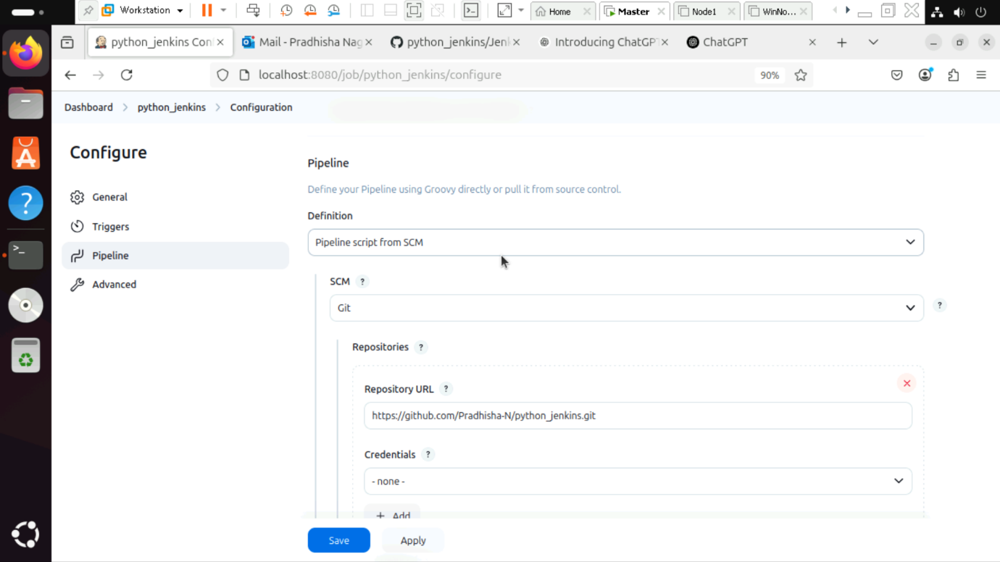 Workstation
Home
Master
Node1
WinNo...
python_jenkins Con
Mail - Pradhisha Nag
python_jenkins/Jen
Introducing ChatGPT
ChatGPT
localhost:8080/job/python_jenkins/configure
90%
Dashboard > python_jenkins > Configuration
Configure
General
Triggers
Pipeline
Advanced
Pipeline
Define your Pipeline using Groovy directly or pull it from source control.
Definition
Pipeline script from SCM
SCM ?
Git
?
Repositories ?
Repository URL ?
https://github.com/Pradhisha-N/python_jenkins.git
Credentials ?
- none -
+ Add
Save
Apply